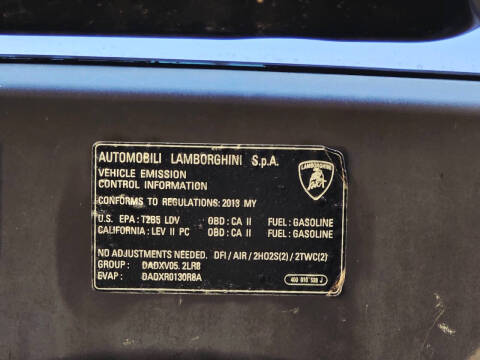 AUTOMOBILI LAMBORGHINI S.p.A.
LAMBORGHINI
VEHICLE EMISSION
CONTROL INFORMATION
CONFORMS TO REGULATIONS: 2013 MY
U.S. EPA: T2B5 LDV OBD: CA II FUEL: GASOLINE
CALIFORNIA: LEV II PC OBD: CA II FUEL: GASOLINE
NO ADJUSTMENTS NEEDED. DFI / AIR / 2HO2S(2) / 2TWC(2)
GROUP : DADXV05.2LR8
EVAP : DADXR0130R8A